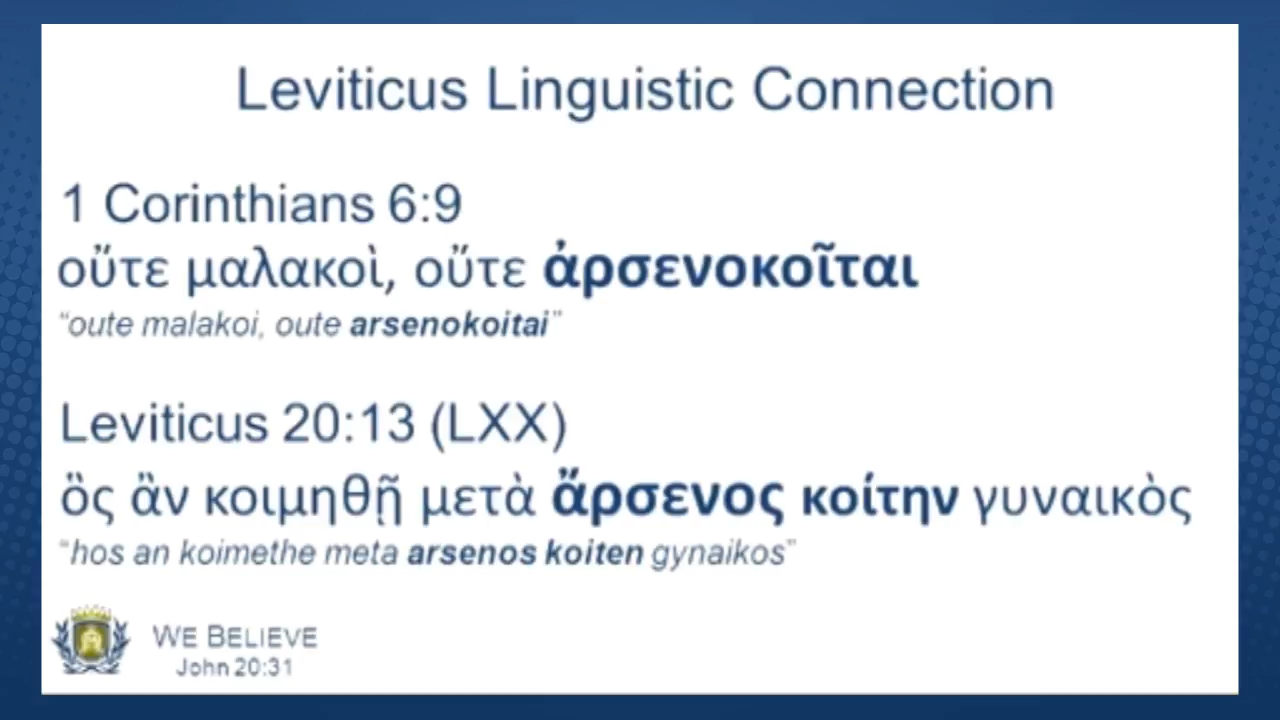 Leviticus Linguistic Connection
1 Corinthians 6:9
οὔτε μαλακοὶ, οὔτε ἀρσενοκοῖται
“oute malakoi, oute arsenokoitai”
Leviticus 20:13 (LXX)
ὃς ἂν κοιμηθῇ μετὰ ἄρσενος κοίτην γυναικὸς
“hos an koimethe meta arsenos koiten gynaikos”
WE BELIEVE
John 20:31